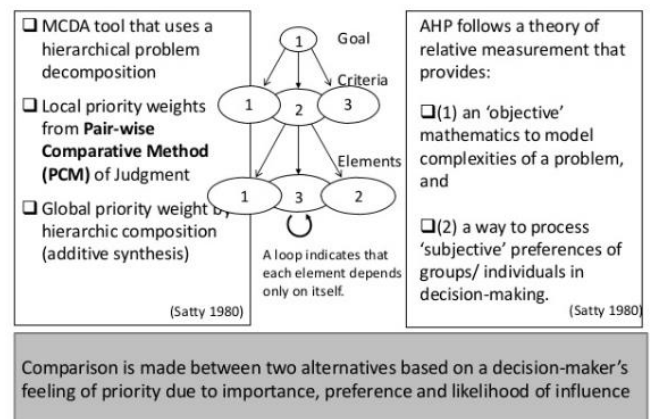 ❑ MCDA tool that uses a
hierarchical problem
decomposition
❑ Local priority weights
from Pair-wise
Comparative Method
(PCM) of Judgment
❑ Global priority weight by
hierarchic composition
(additive synthesis)
(Satty 1980)
1
Goal
Criteria
1
2
3
Elements
1
3
2
A loop indicates that
each element depends
only on itself.
AHP follows a theory of
relative measurement that
provides:
❑(1) an ‘objective’
mathematics to model
complexities of a problem,
and
❑(2) a way to process
‘subjective’ preferences of
groups/ individuals in
decision-making.
(Satty 1980)
Comparison is made between two alternatives based on a decision-maker’s
feeling of priority due to importance, preference and likelihood of influence